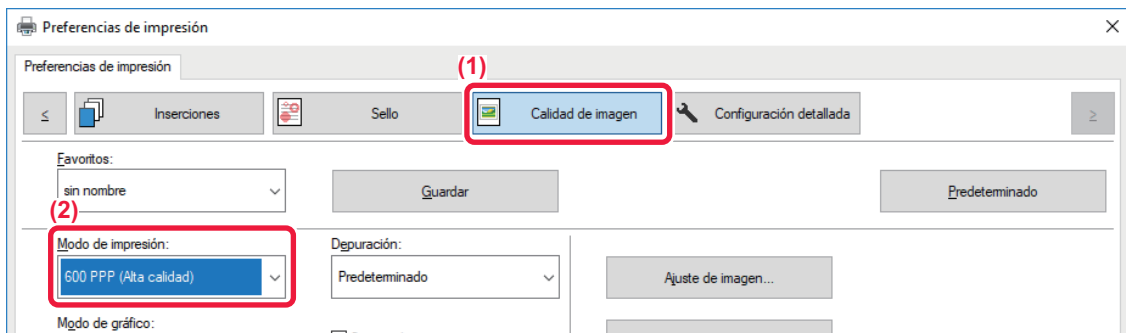 Preferencias de impresión
Preferencias de impresión
(1)
< Inserciones Sello Calidad de imagen Configuración detallada >
Favoritos:
sin nombre Guardar Predeterminado
(2)
Modo de impresión: Depuración:
600 PPP (Alta calidad) Predeterminado Ajuste de imagen...
Modo de gráfico: